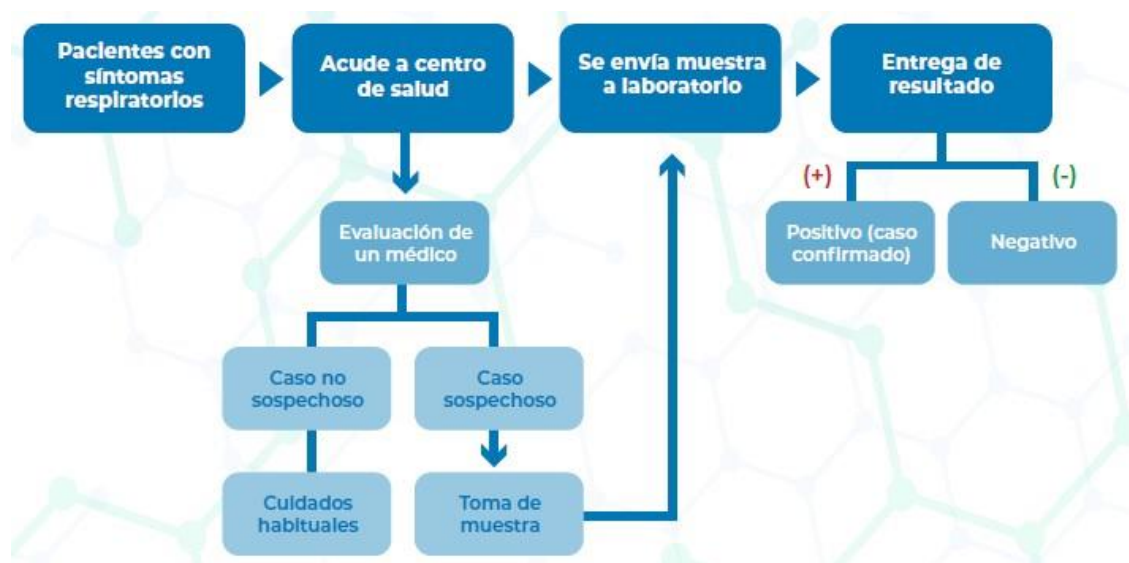 Pacientes con
síntomas
respiratorios
Acude a centro
de salud
Se envía muestra
a laboratorio
Entrega de
resultado
(+)
(-)
Positivo (caso
confirmado)
Negativo
Evaluación de
un médico
Caso no
sospechoso
Caso
sospechoso
Cuidados
habituales
Toma de
muestra